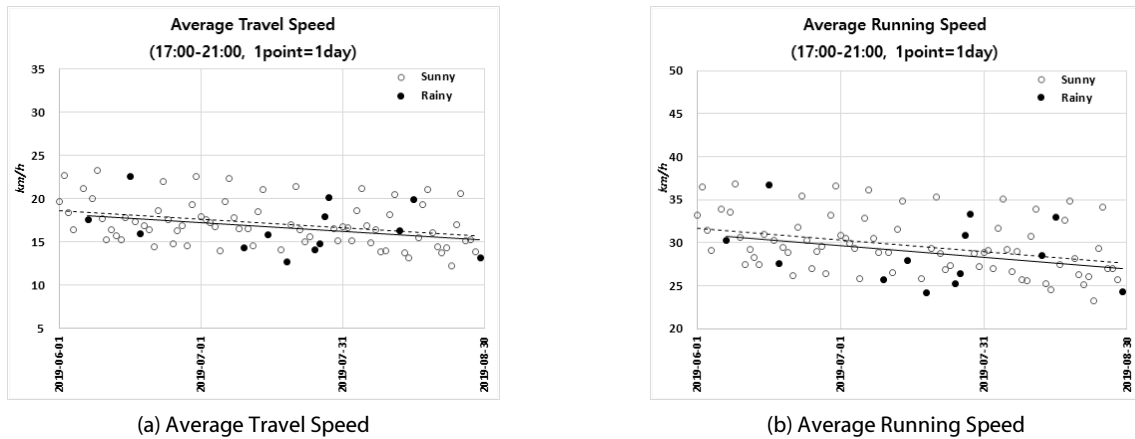 Average Travel Speed
(17:00-21:00, 1point=1day)
35
30
25
20
15
10
5
km/h
Sunny
Rainy
2019-06-01
2019-07-01
2019-07-31
2019-08-30
(a) Average Travel Speed
Average Running Speed
(17:00-21:00, 1point=1day)
50
45
40
35
30
25
20
km/h
Sunny
Rainy
2019-06-01
2019-07-01
2019-07-31
2019-08-30
(b) Average Running Speed